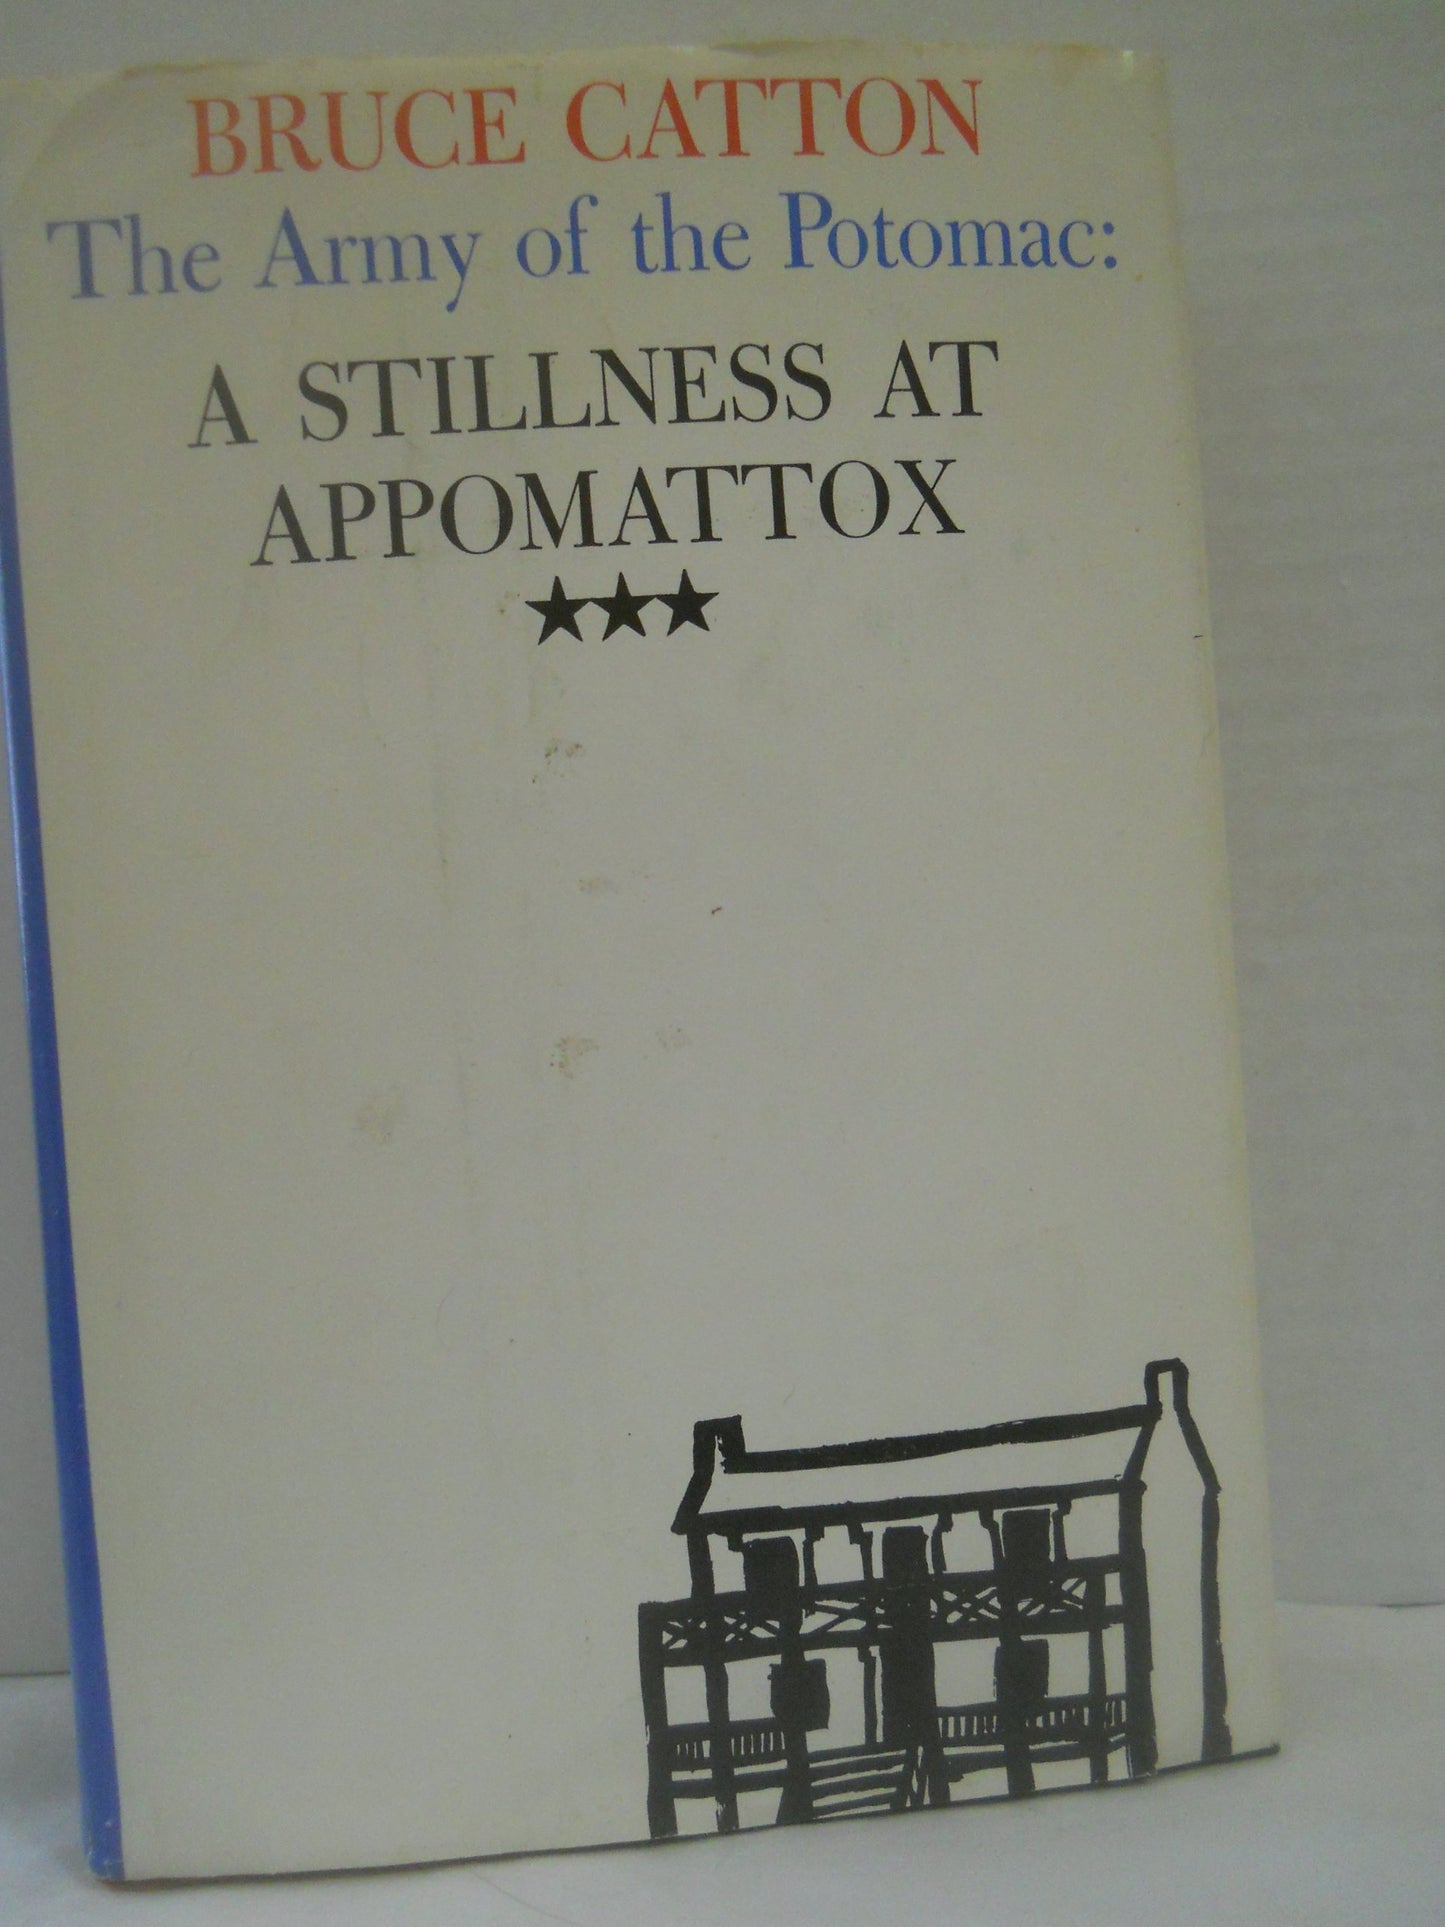 BRUCE CATTON
The Army of the Potomac:
A STILLNESS AT
APPOMATTOX